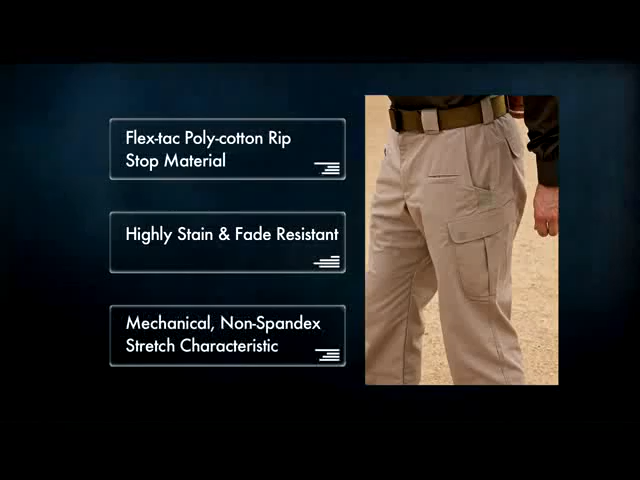 Flex-tac Poly-cotton Rip
Stop Material
Highly Stain & Fade Resistant
Mechanical, Non-Spandex
Stretch Characteristic